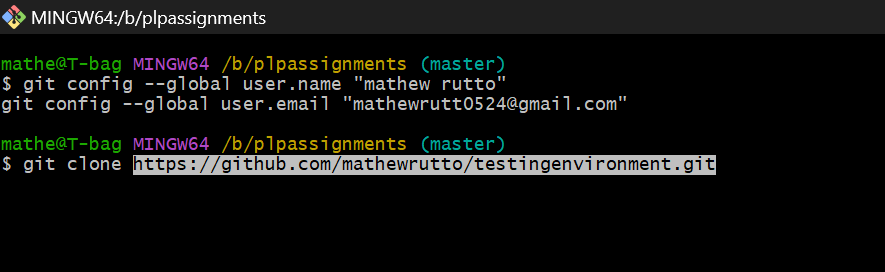 MINGW64:/b/plpassignments
mathe@T-bag MINGW64 /b/plpassignments (master)
$ git config --global user.name "mathew rutto"
git config --global user.email "mathewrutt0524@gmail.com"
mathe@T-bag MINGW64 /b/plpassignments (master)
$ git clone https://github.com/mathewrutto/testingenvironment.git